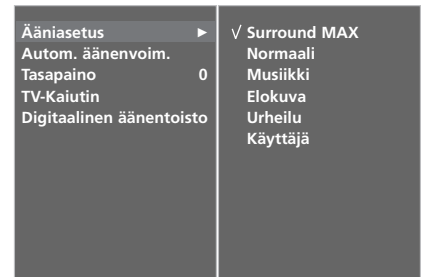 Ääniasetus ►
Autom. äänenvoim.
Tasapaino 0
TV-Kaiutin
Digitaalinen äänentoisto
√ Surround MAX
Normaali
Musiikki
Elokuva
Urheilu
Käyttäjä